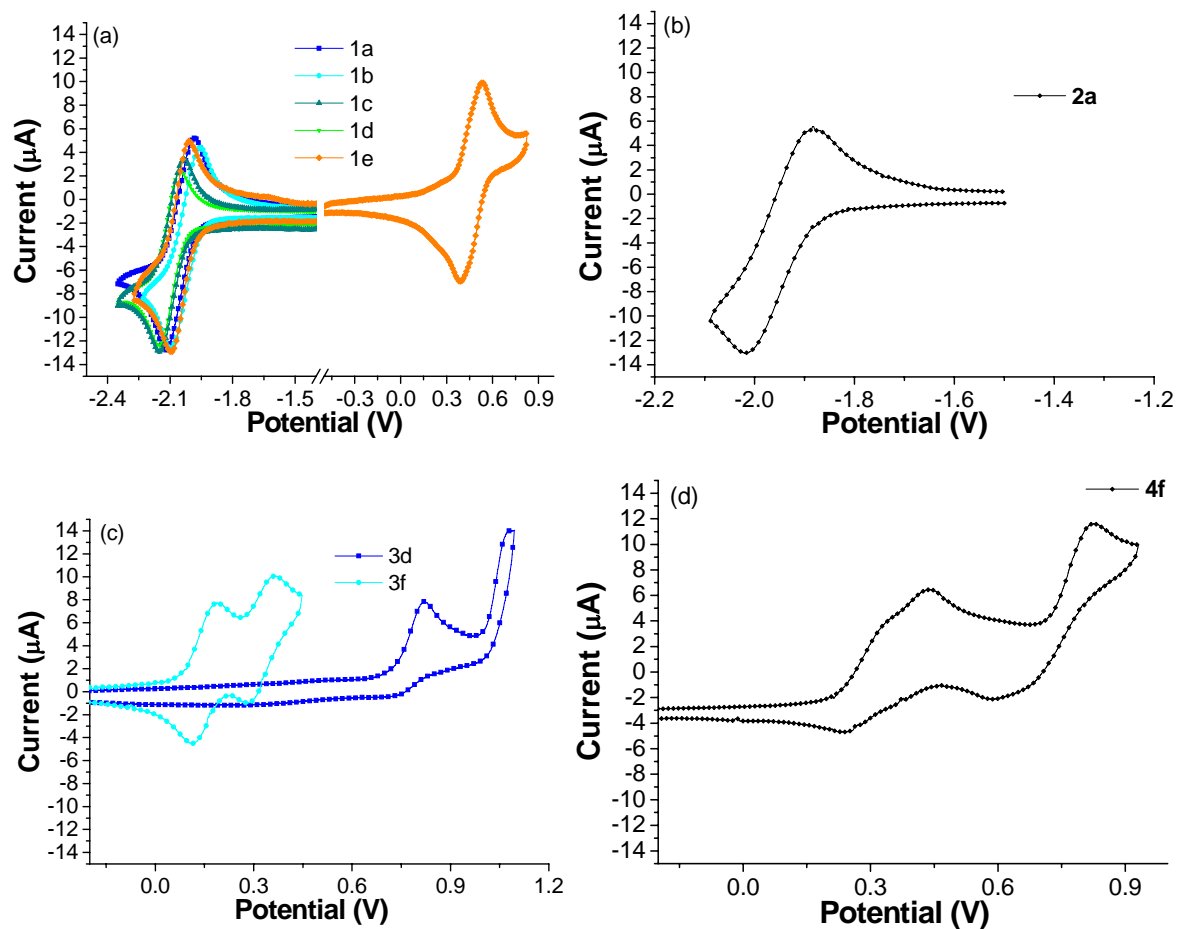 (a)
1a
1b
1c
1d
1e
14
12
10
8
6
4
2
0
-2
-4
-6
-8
-10
-12
-14
Current (μA)
-2.4 -2.1 -1.8 -1.5 -0.3 0.0 0.3 0.6 0.9
Potential (V)
(b)
2a
14
12
10
8
6
4
2
0
-2
-4
-6
-8
-10
-12
-14
Current (μA)
-2.2 -2.0 -1.8 -1.6 -1.4 -1.2
Potential (V)
(c)
3d
3f
14
12
10
8
6
4
2
0
-2
-4
-6
-8
-10
-12
-14
Current (μA)
0.0 0.3 0.6 0.9 1.2
Potential (V)
(d)
4f
14
12
10
8
6
4
2
0
-2
-4
-6
-8
-10
-12
-14
Current (μA)
0.0 0.3 0.6 0.9
Potential (V)